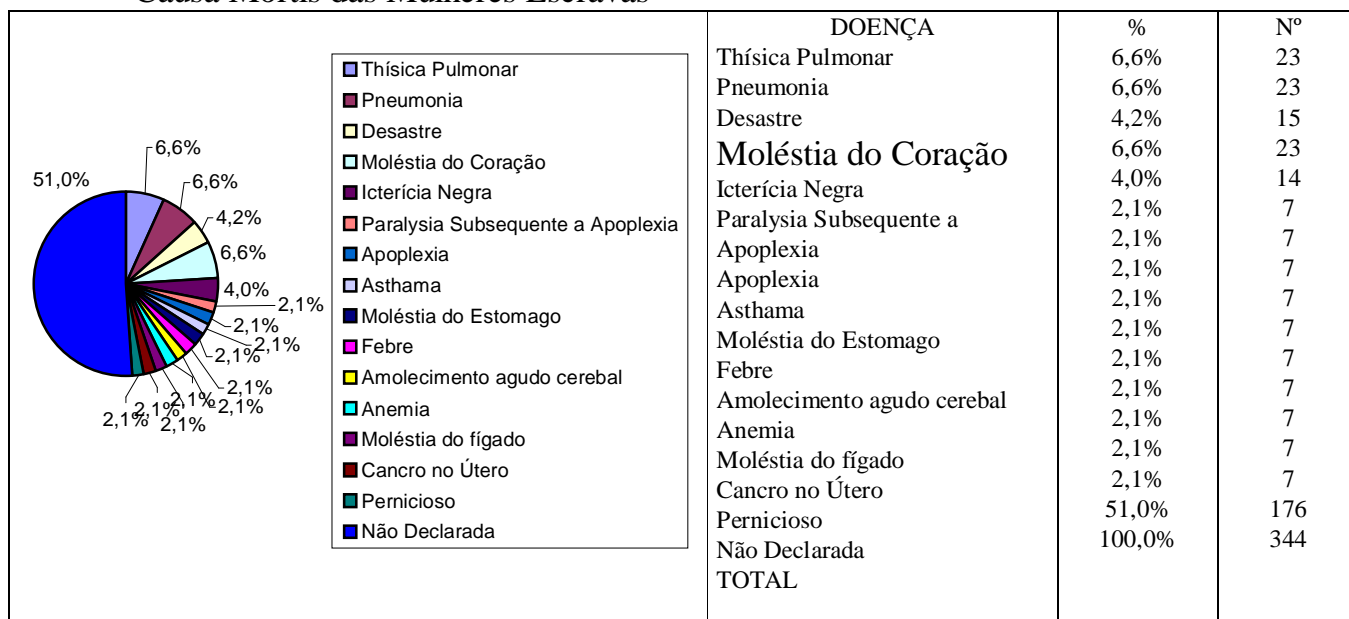 Causa Mortis das Mulheres Escravas
6,6%
6,6%
4,2%
6,6%
4,0%
2,1%
2,1%
2,1%
2,1%
2,1%
2,1%
2,1%
2,1%
2,1%
2,1%
51,0%
Thísica Pulmonar
Pneumonia
Desastre
Moléstia do Coração
Icterícia Negra
Paralysia Subsequente a Apoplexia
Apoplexia
Asthama
Moléstia do Estomago
Febre
Amolecimento agudo cerebal
Anemia
Moléstia do fígado
Cancro no Útero
Pernicioso
Não Declarada
DOENÇA
Thísica Pulmonar
Pneumonia
Desastre
Moléstia do Coração
Icterícia Negra
Paralysia Subsequente a
Apoplexia
Apoplexia
Asthama
Moléstia do Estomago
Febre
Amolecimento agudo cerebal
Anemia
Moléstia do fígado
Cancro no Útero
Pernicioso
Não Declarada
TOTAL
%
6,6%
6,6%
4,2%
6,6%
4,0%
2,1%
2,1%
2,1%
2,1%
2,1%
2,1%
2,1%
2,1%
2,1%
2,1%
51,0%
100,0%
Nº
23
23
15
23
14
7
7
7
7
7
7
7
7
7
7
176
344